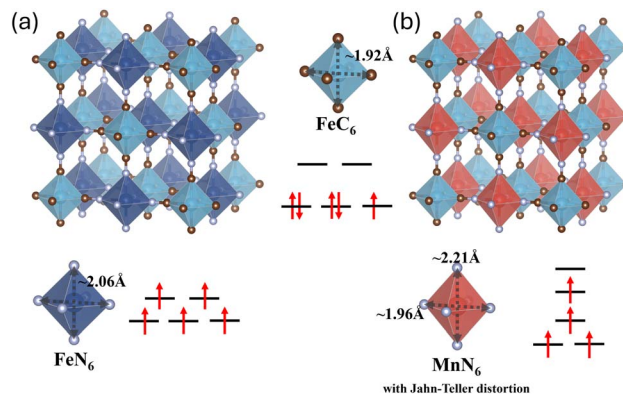 (a)
(b)
~1.92Å
FeC6
~2.06Å
FeN6
~2.21Å
~1.96Å
MnN6
with Jahn-Teller distortion